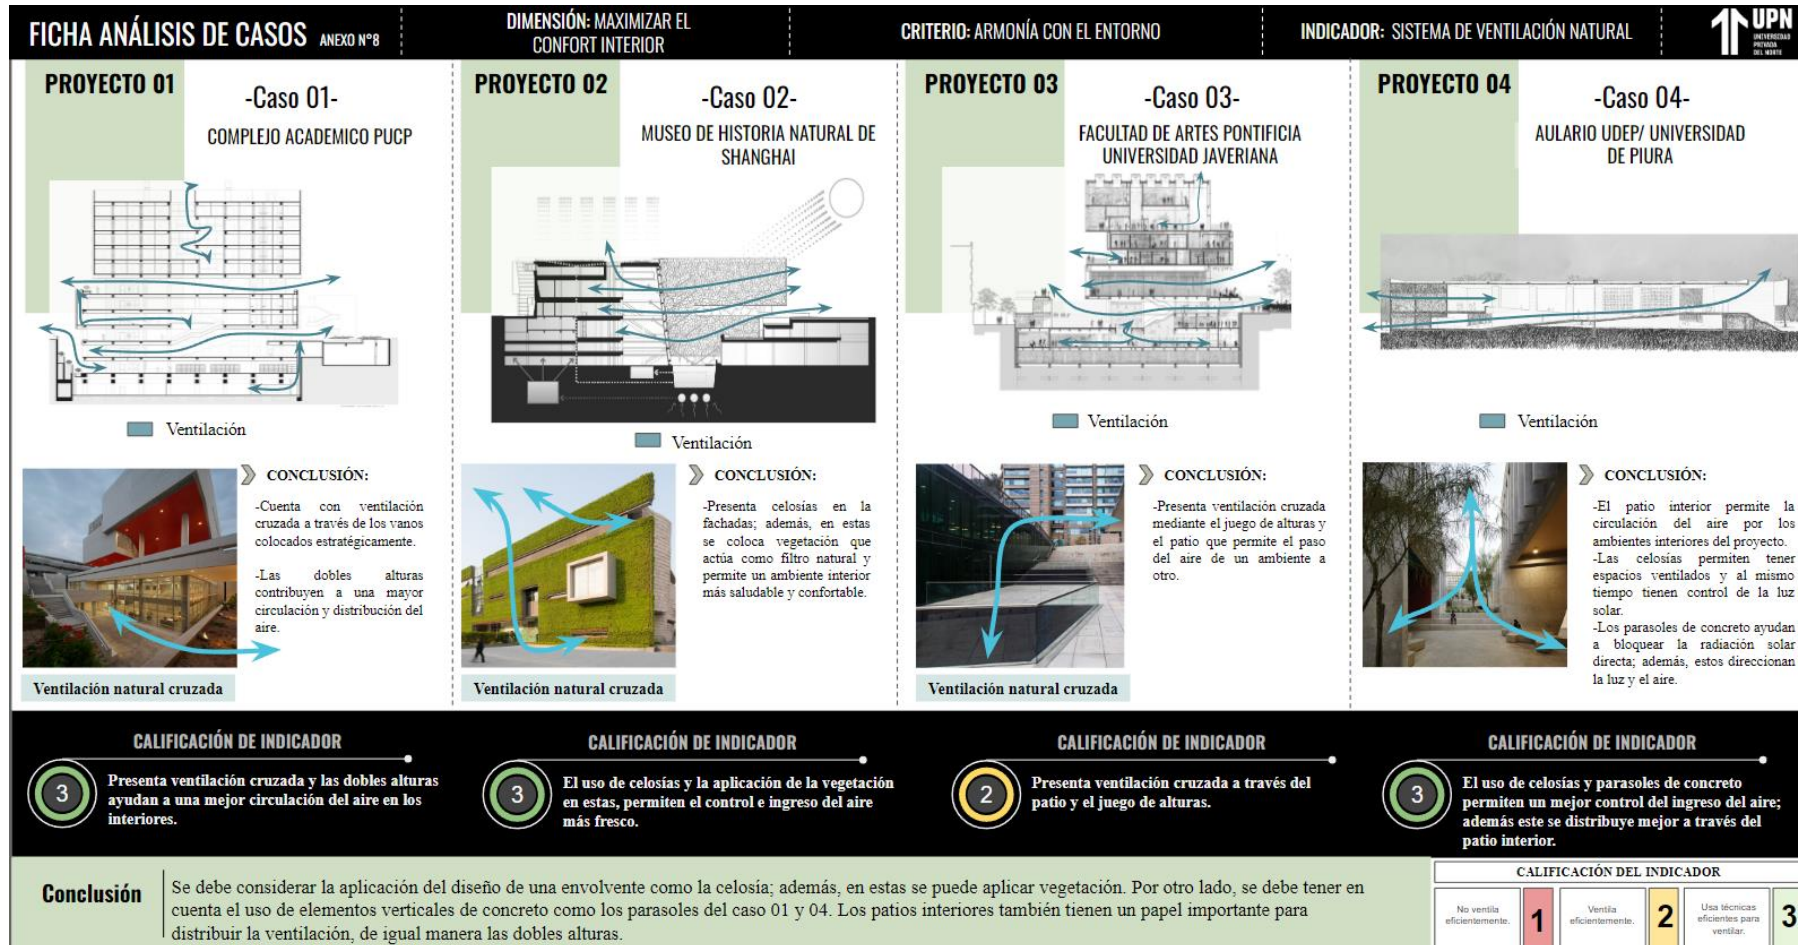 FICHA ANÁLISIS DE CASOS ANEXO N°8
DIMENSIÓN: MAXIMIZAR EL
CONFORT INTERIOR
CRITERIO: ARMONÍA CON EL ENTORNO
INDICADOR: SISTEMA DE VENTILACIÓN NATURAL
UPN
UNIVERSIDAD
PRIVADA
DEL NORTE
PROYECTO 01
-Caso 01-
COMPLEJO ACADEMICO PUCP
Ventilación
CONCLUSIÓN:
-Cuenta con ventilación
cruzada a través de los vanos
colocados estratégicamente.
-Las dobles alturas
contribuyen a una mayor
circulación y distribución del
aire.
Ventilación natural cruzada
PROYECTO 02
-Caso 02-
MUSEO DE HISTORIA NATURAL DE
SHANGHAI
Ventilación
CONCLUSIÓN:
-Presenta celosías en la
fachadas; además, en estas
se coloca vegetación que
actúa como filtro natural y
permite un ambiente interior
más saludable y confortable.
Ventilación natural cruzada
PROYECTO 03
-Caso 03-
FACULTAD DE ARTES PONTIFICIA
UNIVERSIDAD JAVERIANA
Ventilación
CONCLUSIÓN:
-Presenta ventilación cruzada
mediante el juego de alturas y
el patio que permite el paso
del aire de un ambiente a
otro.
Ventilación natural cruzada
PROYECTO 04
-Caso 04-
AULARIO UDEP/ UNIVERSIDAD
DE PIURA
Ventilación
CONCLUSIÓN:
-El patio interior permite la
circulación del aire por los
ambientes interiores del proyecto.
-Las celosías permiten tener
espacios ventilados y al mismo
tiempo tienen control de la luz
solar.
-Los parasoles de concreto ayudan
a bloquear la radiación solar
directa; además, estos direccionan
la luz y el aire.
CALIFICACIÓN DE INDICADOR
3
Presenta ventilación cruzada y las dobles alturas
ayudan a una mejor circulación del aire en los
interiores.
CALIFICACIÓN DE INDICADOR
3
El uso de celosías y la aplicación de la vegetación
en estas, permiten el control e ingreso del aire
más fresco.
CALIFICACIÓN DE INDICADOR
2
Presenta ventilación cruzada a través del
patio y el juego de alturas.
CALIFICACIÓN DE INDICADOR
3
El uso de celosías y parasoles de concreto
permiten un mejor control del ingreso del aire;
además este se distribuye mejor a través del
patio interior.
Conclusión
Se debe considerar la aplicación del diseño de una envolvente como la celosía; además, en estas se puede aplicar vegetación. Por otro lado, se debe tener en
cuenta el uso de elementos verticales de concreto como los parasoles del caso 01 y 04. Los patios interiores también tienen un papel importante para
distribuir la ventilación, de igual manera las dobles alturas.
CALIFICACIÓN DEL INDICADOR
No ventila
eficientemente.
1
Ventila
eficientemente.
2
Usa técnicas
eficientes para
ventilar.
3